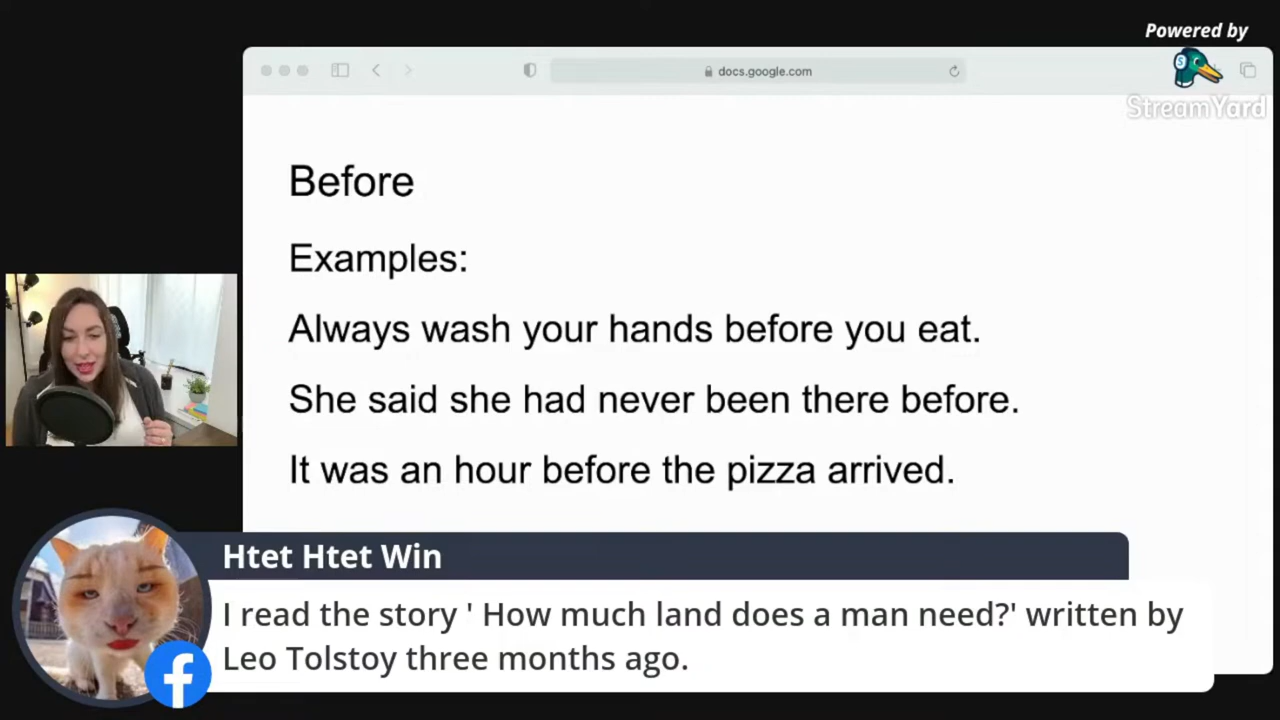 Powered by
docs.google.com
StreamYard
Before
Examples:
Always wash your hands before you eat.
She said she had never been there before.
It was an hour before the pizza arrived.
Htet Htet Win
I read the story ' How much land does a man need?' written by
Leo Tolstoy three months ago.